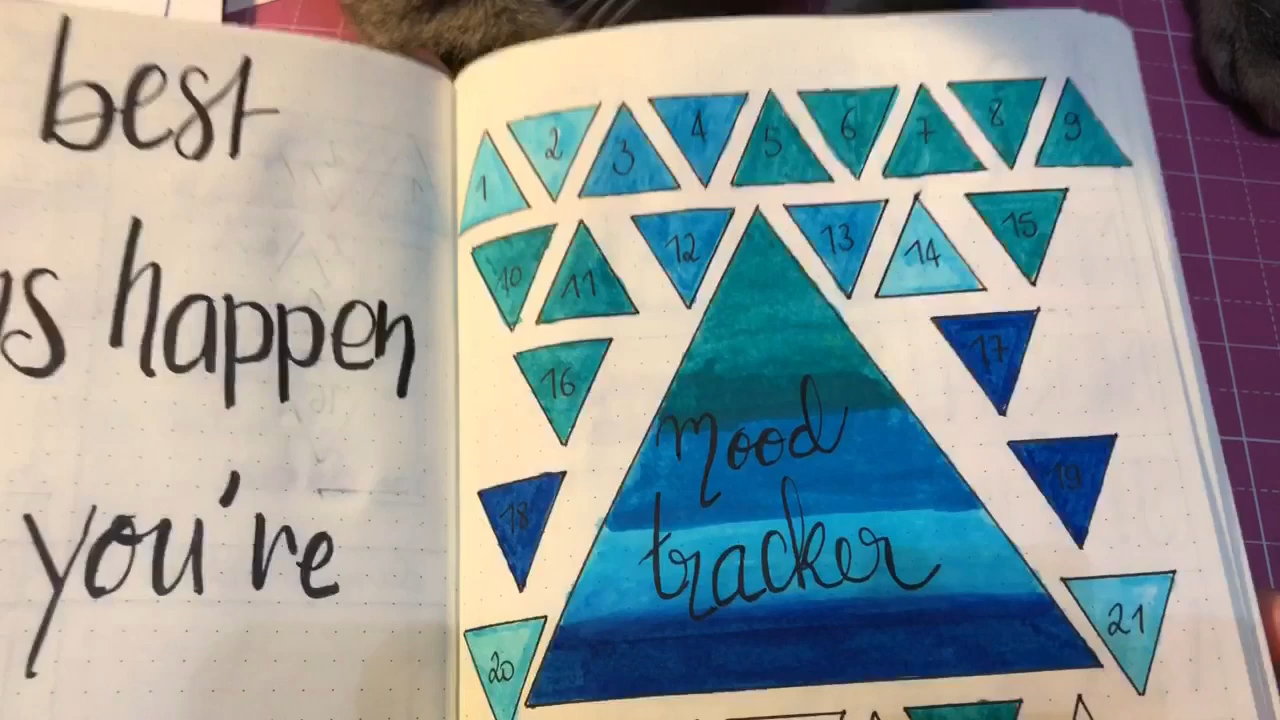 best
s happen
you're
1 2 3 4 5 6 7 8 9
10 11 12 13 14 15
16 17
18 19
20 21
mood
tracker